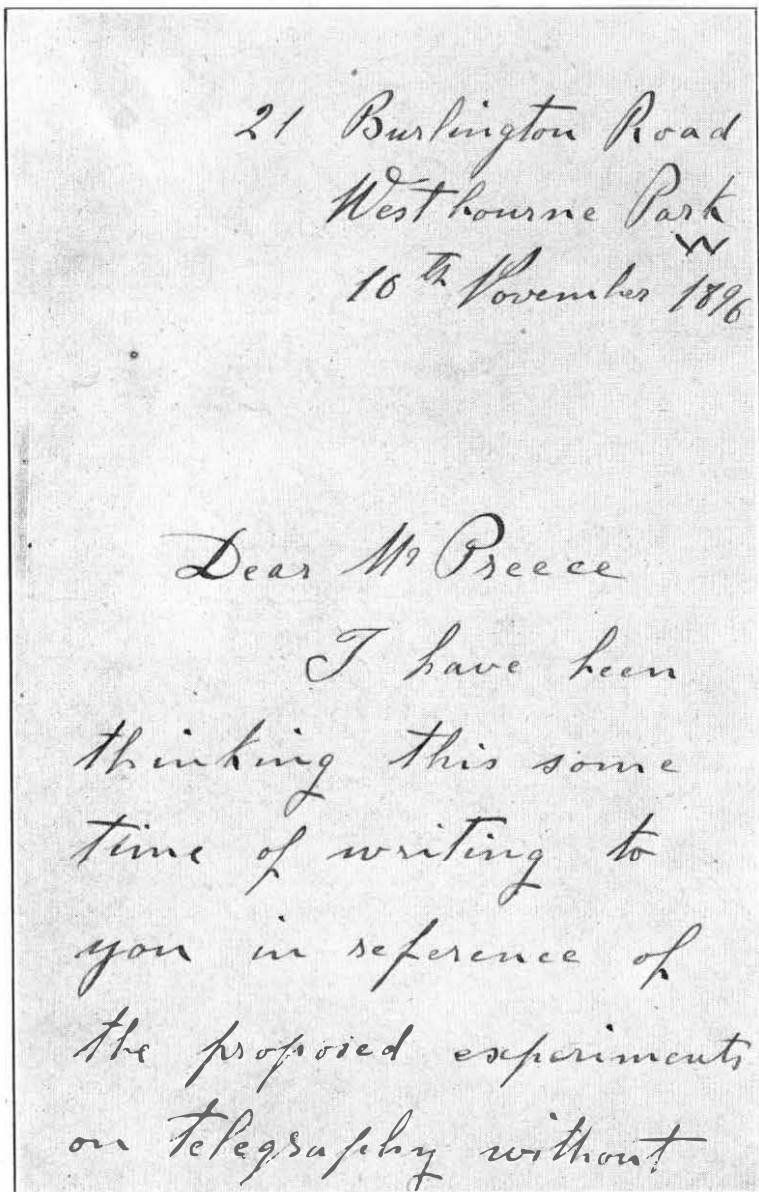 21 Burlington Road
Westbourne Park
W
10th November 1896
Dear Mr Preece
I have been
thinking this some
time of writing to
you in reference of
the proposed experiments
on telegraphy without